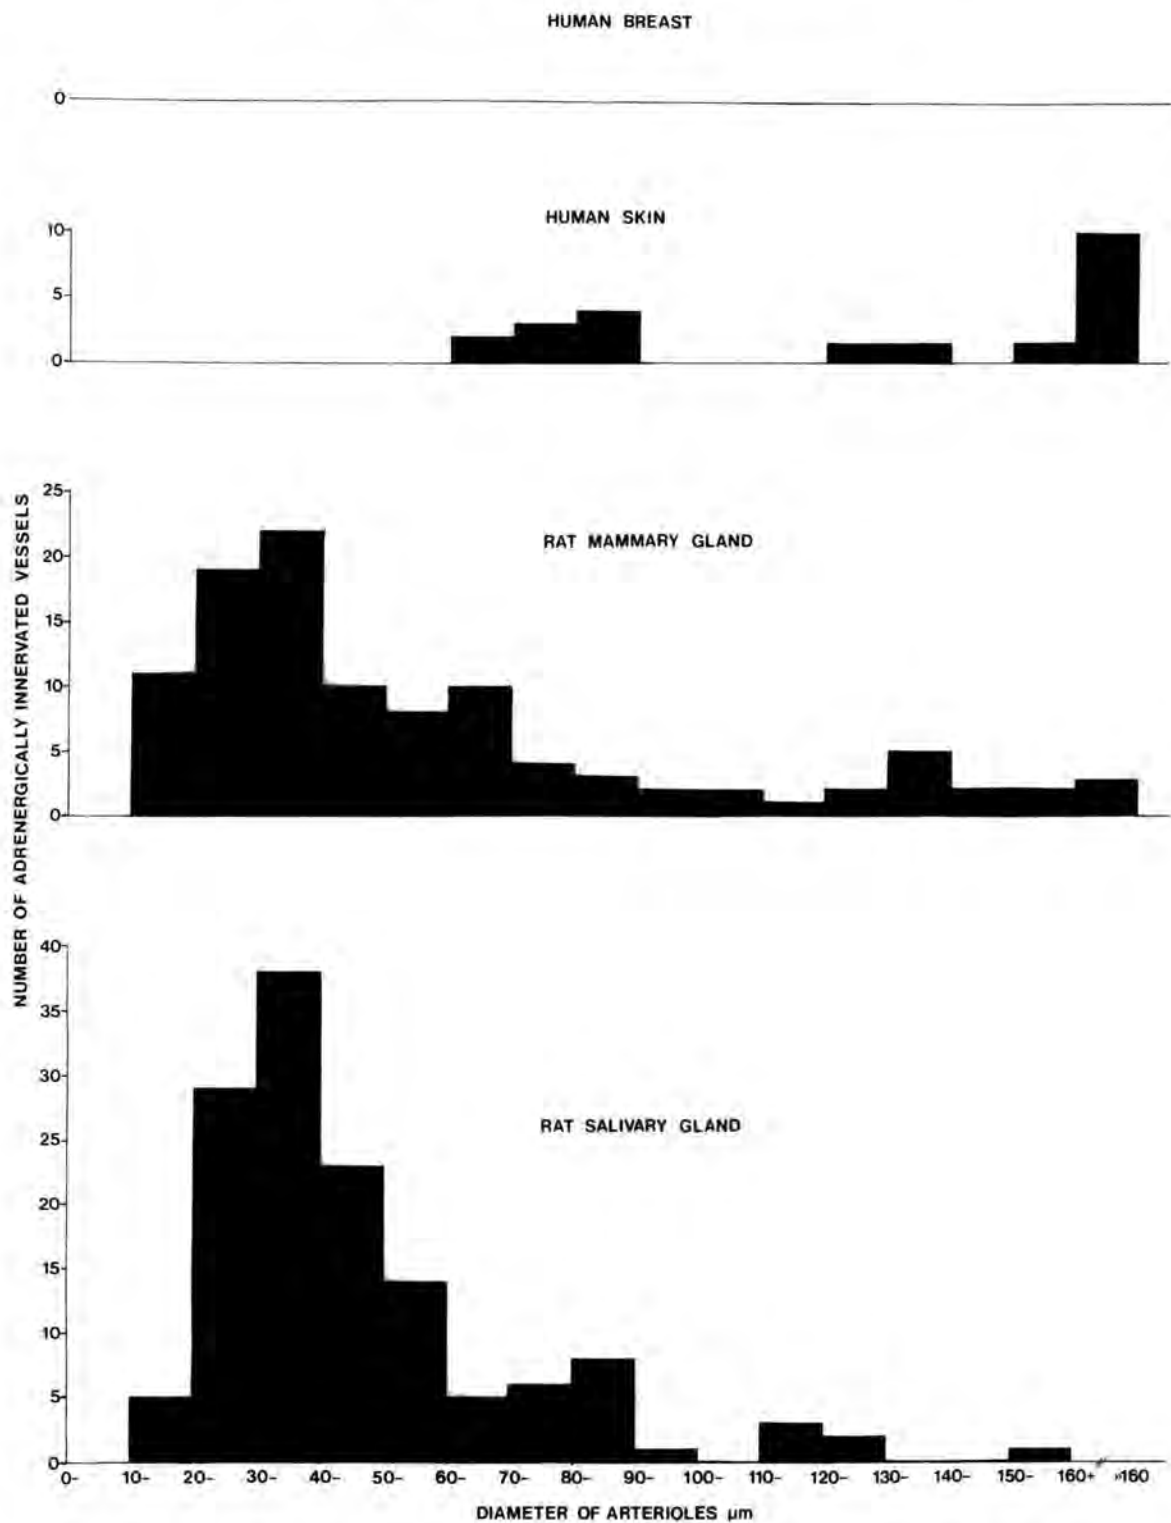 HUMAN BREAST
0
HUMAN SKIN
10
5
0
NUMBER OF ADRENERGICALLY INNERVATED VESSELS
25
RAT MAMMARY GLAND
20
15
10
5
0
40
35
30
25
RAT SALIVARY GLAND
20
15
10
5
0
0- 10- 20- 30- 40- 50- 60- 70- 80- 90- 100- 110- 120- 130- 140- 150- 160+ >160
DIAMETER OF ARTERIOLES µm